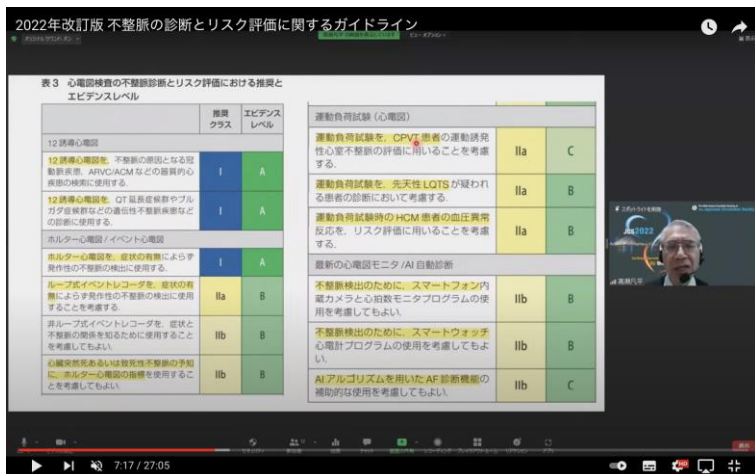 2022年改訂版 不整脈の診断とリスク評価に関するガイドライン
表3 心電図検査の不整脈診断とリスク評価における推奨と
エビデンスレベル
推奨
クラス
エビデンス
レベル
12誘導心電図
12誘導心電図を，不整脈の原因となる冠
動脈疾患，ARVC/ACMなどの器質的心
疾患の検索に使用する．
I
A
12誘導心電図を，QT延長症候群やブル
ガダ症候群などの遺伝性不整脈疾患など
の診断に使用する．
I
A
ホルター心電図/イベント心電図
ホルター心電図を，症状の有無によらず
発作性の不整脈の検出に使用する．
I
A
ループ式イベントレコーダを，症状の有
無によらず発作性の不整脈の検出に使用
することを考慮する．
IIa
B
非ループ式イベントレコーダを，症状と
不整脈の関係を知るために使用すること
を考慮してもよい．
IIb
B
心臓突然死あるいは致死性不整脈の予知
に，ホルター心電図の指標を使用するこ
とを考慮してもよい．
IIb
B
運動負荷試験（心電図）
運動負荷試験を，CPVT患者の運動誘発
性心室不整脈の評価に用いることを考慮
する．
IIa
C
運動負荷試験を，先天性LQTSが疑われ
る患者の診断において考慮する．
IIa
B
運動負荷試験時のHCM患者の血圧異常
反応を，リスク評価に用いることを考慮
する．
IIa
B
最新の心電図モニタ/AI自動診断
不整脈検出のために，スマートフォン内
蔵カメラと心拍数モニタプログラムの使
用を考慮してもよい．
IIb
B
不整脈検出のために，スマートウォッチ
心電計プログラムの使用を考慮してもよ
い．
IIb
B
AIアルゴリズムを用いたAF診断機能の
補助的な使用を考慮してもよい．
IIb
C
JCS2022
7:17 / 27:05
HD